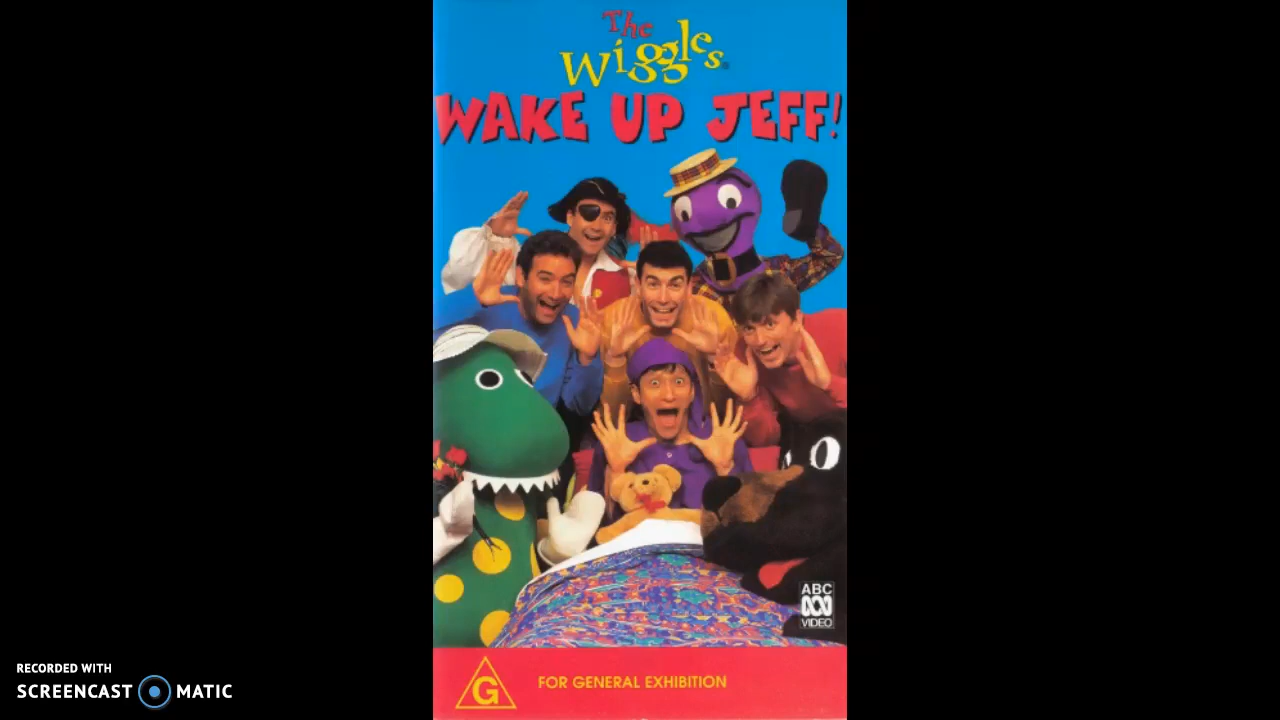 The
Wiggles
WAKE UP JEFF!
ABC
VIDEO
G
FOR GENERAL EXHIBITION
RECORDED WITH
SCREENCAST MATIC